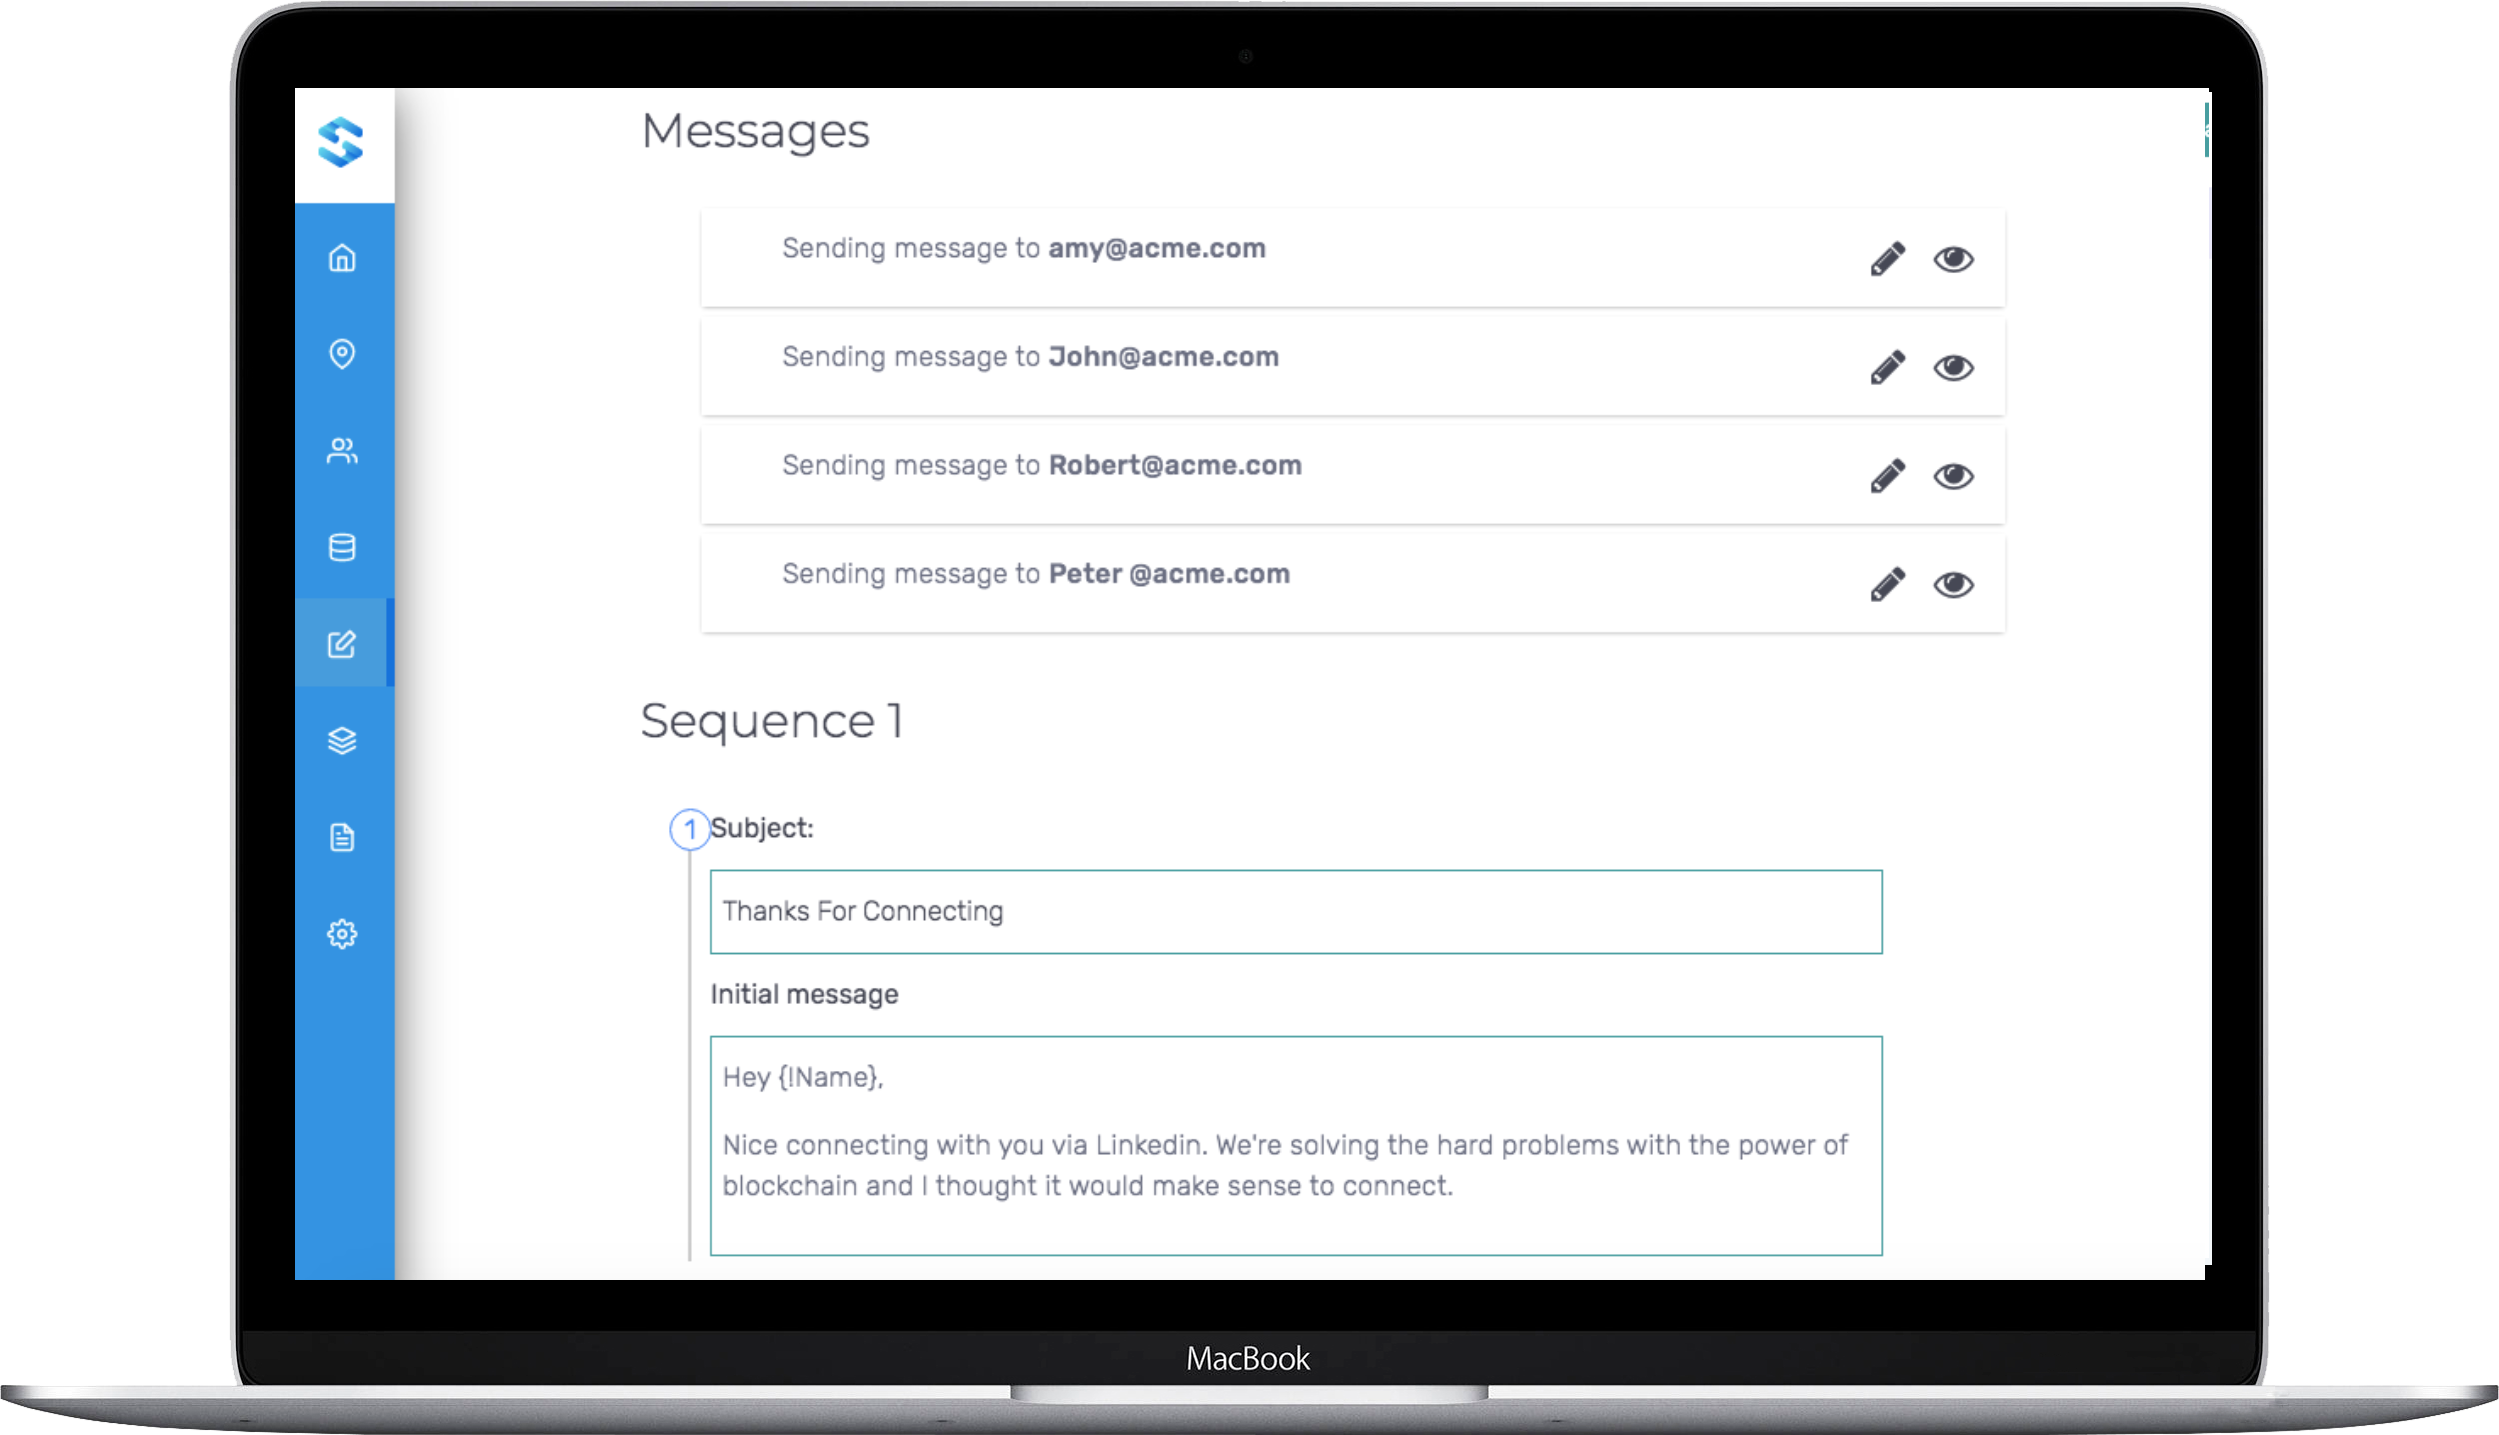 Messages
Sending message to amy@acme.com
Sending message to John@acme.com
Sending message to Robert@acme.com
Sending message to Peter @acme.com
Sequence 1
1 Subject:
Thanks For Connecting
Initial message
Hey {!Name},
Nice connecting with you via Linkedin. We're solving the hard problems with the power of
blockchain and I thought it would make sense to connect.
MacBook